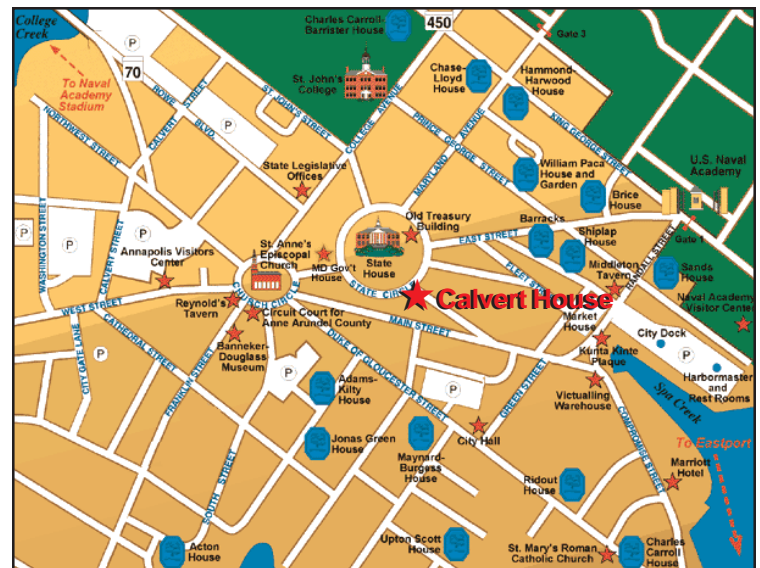 College
Creek
Charles Carroll-
Barrister House
450
Gate 3
P
70
To Naval
Academy
Stadium
ROWE
BLVD.
CALVERT STREET
NORTHWEST STREET
ST. JOHN'S STREET
St. John's
College
COLLEGE AVENUE
Chase-
Lloyd
House
Hammond-
Harwood
House
PRINCE GEORGE STREET
MARYLAND AVENUE
KING GEORGE STREET
P
P
State Legislative
Offices
William Paca
House and
Garden
U.S. Naval
Academy
Brice
House
Old Treasury
Building
Barracks
EAST STREET
Shiplap
House
Gate 1
WASHINGTON STREET
P
P
P
CALVERT STREET
Annapolis Visitors
Center
St. Anne's
Episcopal
Church
MD Gov't
House
State
House
STATE CIRCLE
FLEET STREET
Middleton
Tavern
RANDALL STREET
Sands
House
Calvert House
Naval Academy
Visitor Center
WEST STREET
Reynold's
Tavern
CHURCH CIRCLE
Circuit Court for
Anne Arundel County
MAIN STREET
Market
House
City Dock
P
Kunta Kinte
Plaque
CATHEDRAL STREET
CITY GATE LANE
P
Banneker-
Douglass
Museum
DUKE OF GLOUCESTER STREET
P
Adams-
Kilty
House
P
GREEN STREET
Victualling
Warehouse
Spa Creek
Harbormaster
and
Rest Rooms
FRANKLIN STREET
City Hall
COMPROMISE STREET
To Eastport
Jonas Green
House
Maynard-
Burgess
House
SOUTH STREET
Marriott
Hotel
Ridout
House
Acton
House
Upton Scott
House
St. Mary's Roman
Catholic Church
Charles
Carroll
House